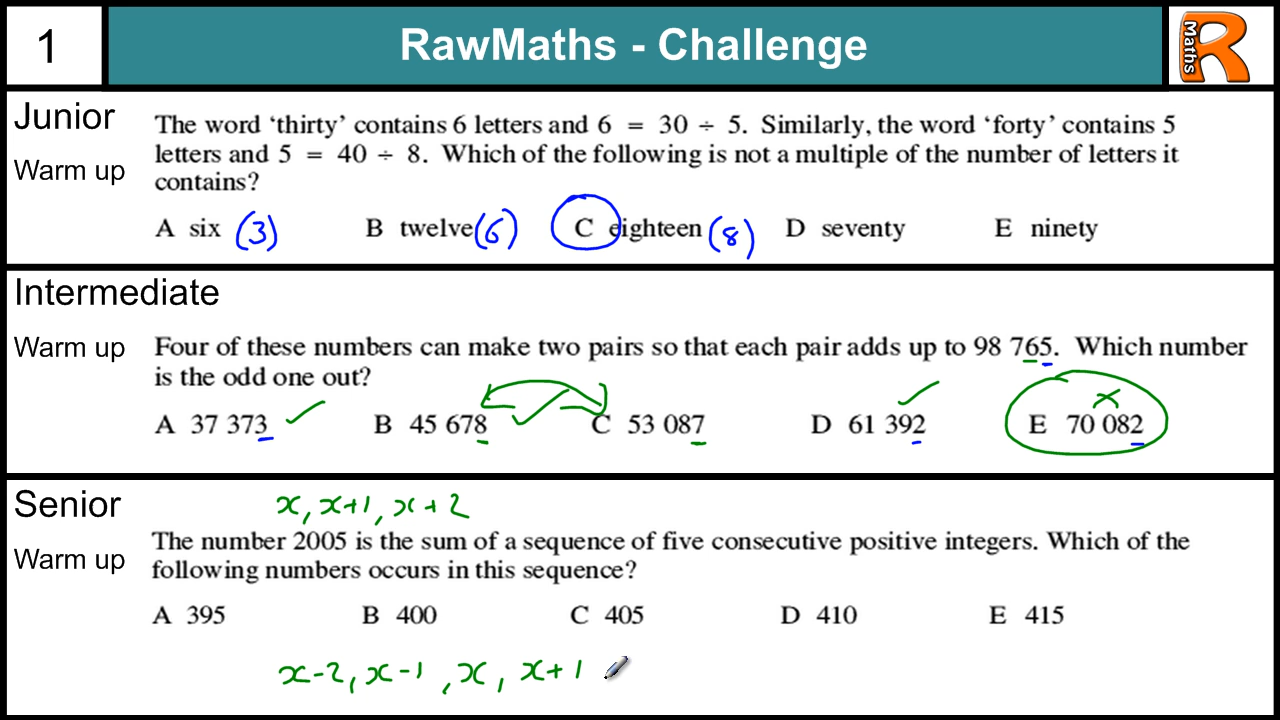 1
RawMaths - Challenge
Maths R
Junior
Warm up
The word ‘thirty’ contains 6 letters and 6 = 30 ÷ 5. Similarly, the word ‘forty’ contains 5
letters and 5 = 40 ÷ 8. Which of the following is not a multiple of the number of letters it
contains?
A six (3) B twelve (6) C eighteen (8) D seventy E ninety
Intermediate
Warm up
Four of these numbers can make two pairs so that each pair adds up to 98 765. Which number
is the odd one out?
A 37 373 ✓ B 45 678 ✓ C 53 087 D 61 392 ✓ E 70 082 ×
Senior
Warm up
x, x+1, x+2
The number 2005 is the sum of a sequence of five consecutive positive integers. Which of the
following numbers occurs in this sequence?
A 395 B 400 C 405 D 410 E 415
x-2, x-1, x, x+1